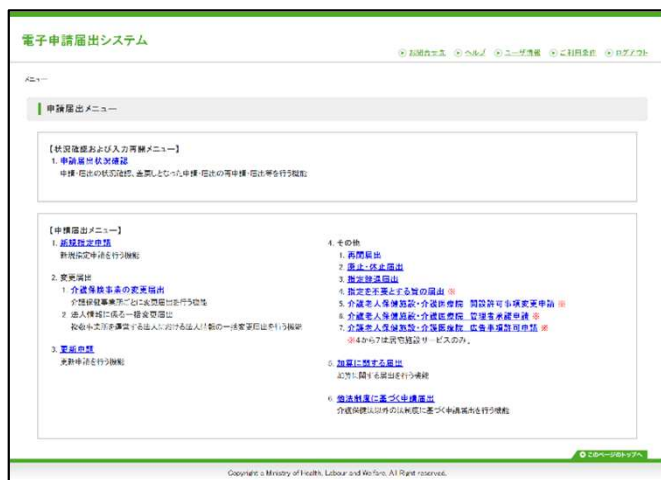 電子申請届出システム
お問合せ先 ヘルプ ユーザ情報 ご利用条件 ログアウト
メニュー
申請届出メニュー
【状況確認および入力再開メニュー】
1. 申請届出状況確認
申請・届出の状況確認、差戻しとなった申請・届出の再申請・届出等を行う機能
【申請届出メニュー】
1. 新規指定申請
新規指定申請を行う機能
2. 変更届出
1. 介護保険事業の変更届出
介護保険事業所ごとに変更届出を行う機能
2. 法人情報に係る一括変更届出
複数事業所を運営する法人における法人情報の一括変更届出を行う機能
3. 更新申請
更新申請を行う機能
4. その他
1. 再開届出
2. 廃止・休止届出
3. 指定辞退届出
4. 指定を不要とする旨の届出 ※
5. 介護老人保健施設・介護医療院 開設許可事項変更申請 ※
6. 介護老人保健施設・介護医療院 管理者承認申請 ※
7. 介護老人保健施設・介護医療院 広告事項許可申請 ※
※4から7は居宅施設サービスのみ。
5. 加算に関する届出
加算に関する届出を行う機能
6. 他法制度に基づく申請届出
介護保険法以外の法制度に基づく申請届出を行う機能
このページのトップへ
Copyright © Ministry of Health, Labour and Welfare, All Right reserved.